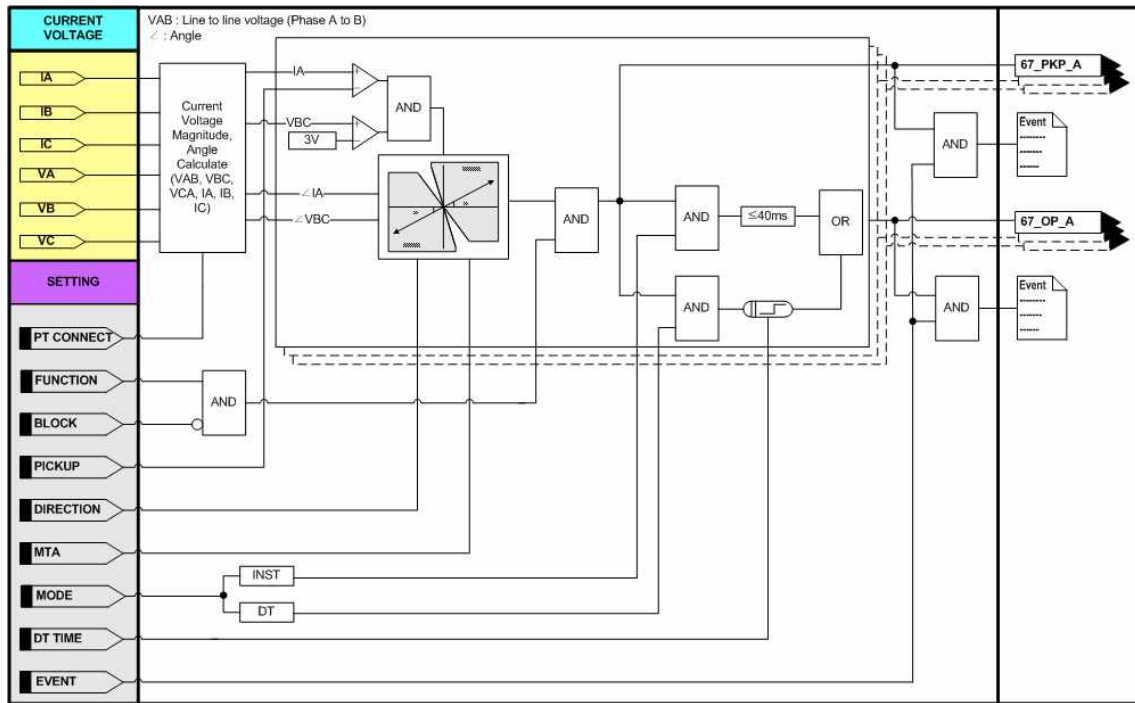 CURRENT
VOLTAGE
VAB : Line to line voltage (Phase A to B)
∠ : Angle
IA
IB
IC
VA
VB
VC
SETTING
PT CONNECT
FUNCTION
BLOCK
PICKUP
DIRECTION
MTA
MODE
DT TIME
EVENT
Current
Voltage
Magnitude,
Angle
Calculate
(VAB, VBC,
VCA, IA, IB,
IC)
IA
VBC
3V
∠IA
∠VBC
AND
AND
AND
AND
AND
≤40ms
OR
INST
DT
67_PKP_A
AND
Event
67_OP_A
AND
Event